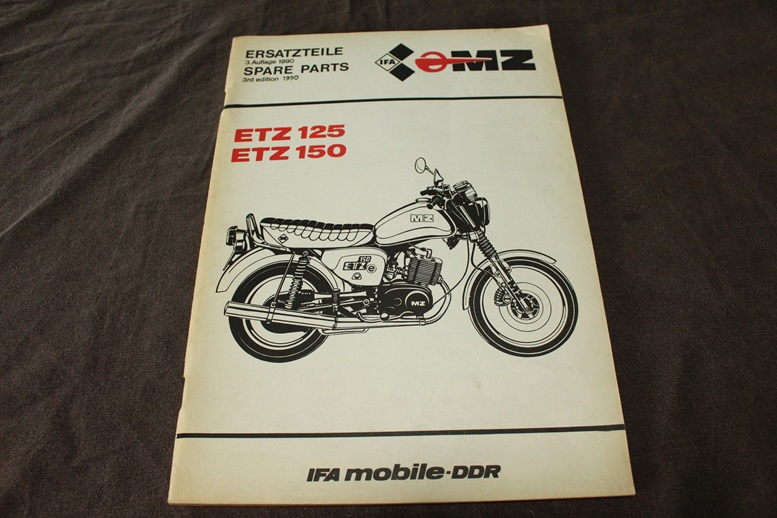 ERSATZTEILE
3. Auflage 1990
SPARE PARTS
3rd edition 1990
IFA
MZ
ETZ 125
ETZ 150
MZ
150
ETZ e
MZ
IFA mobile-DDR